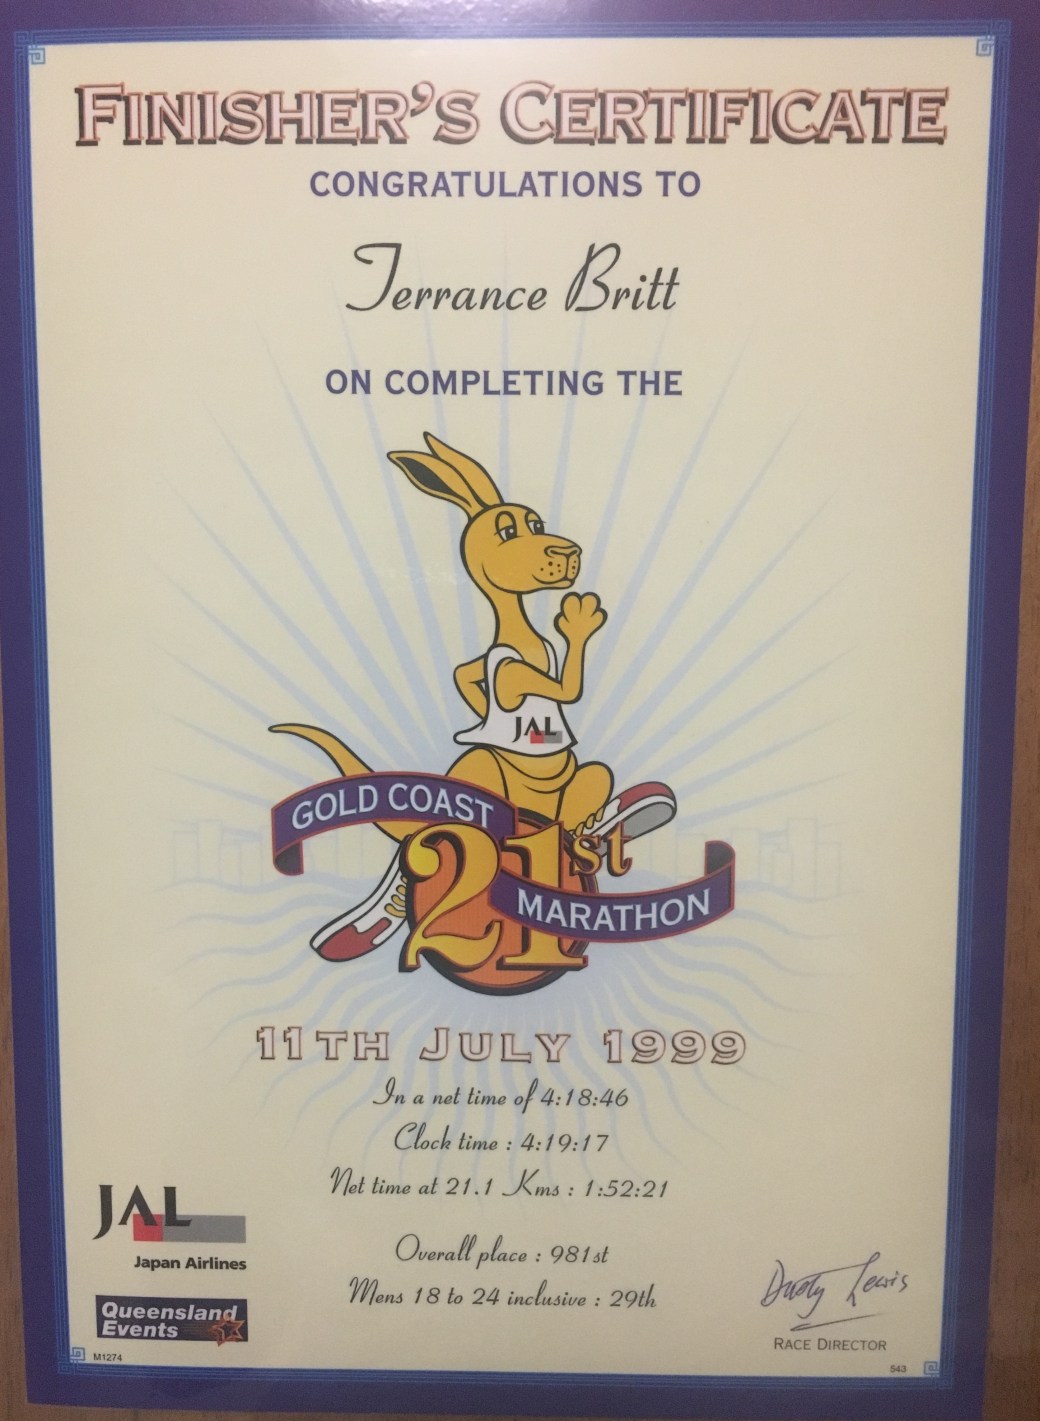 FINISHER'S CERTIFICATE
CONGRATULATIONS TO
Terrance Britt
ON COMPLETING THE
JAL
GOLD COAST
21st
MARATHON
11TH JULY 1999
In a net time of 4:18:46
Clock time : 4:19:17
Net time at 21.1 Kms : 1:52:21
Overall place : 981st
Mens 18 to 24 inclusive : 29th
JAL
Japan Airlines
Queensland
Events
M1274
Dusty Lewis
RACE DIRECTOR
543